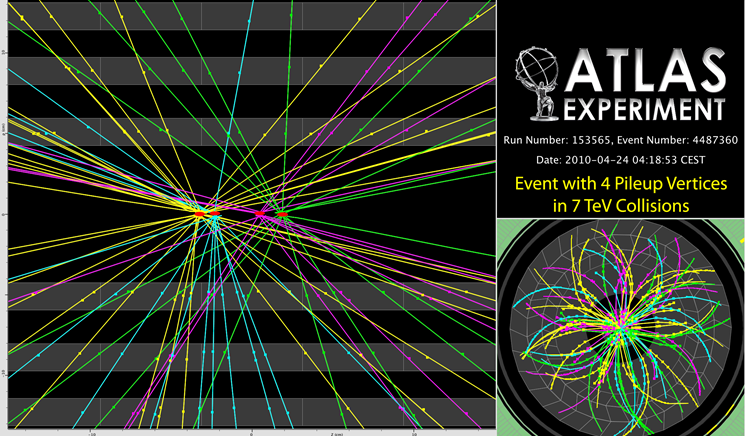 ATLAS
EXPERIMENT
Run Number: 153565, Event Number: 4487360
Date: 2010-04-24 04:18:53 CEST
Event with 4 Pileup Vertices
in 7 TeV Collisions